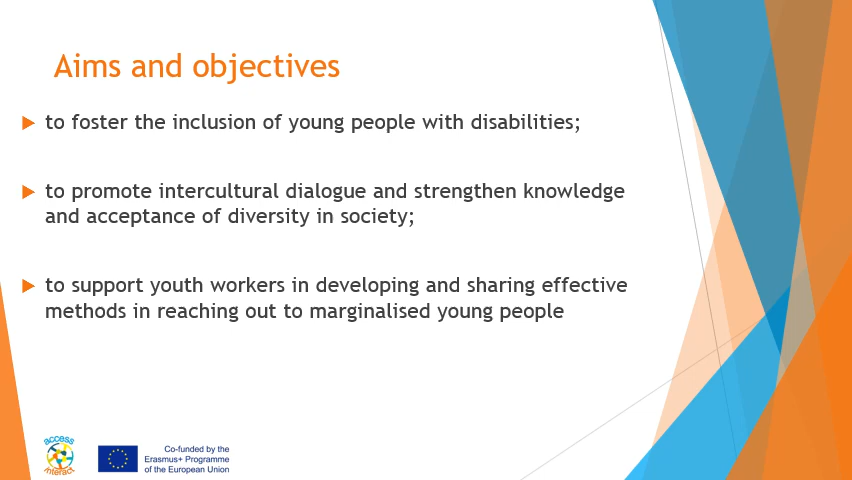 Aims and objectives
to foster the inclusion of young people with disabilities;
to promote intercultural dialogue and strengthen knowledge
and acceptance of diversity in society;
to support youth workers in developing and sharing effective
methods in reaching out to marginalised young people
access
interact
Co-funded by the
Erasmus+ Programme
of the European Union